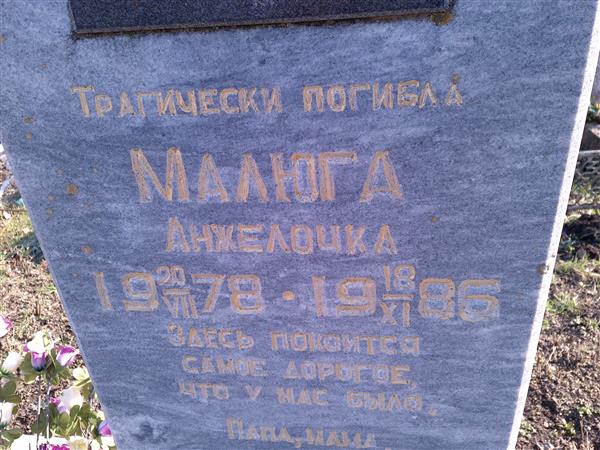 Трагически погибла
Малюга
Анжелочка
19 20/VII 78 · 19 18/XI 86
Здесь покоится
самое дорогое,
что у нас было.
Папа, мама